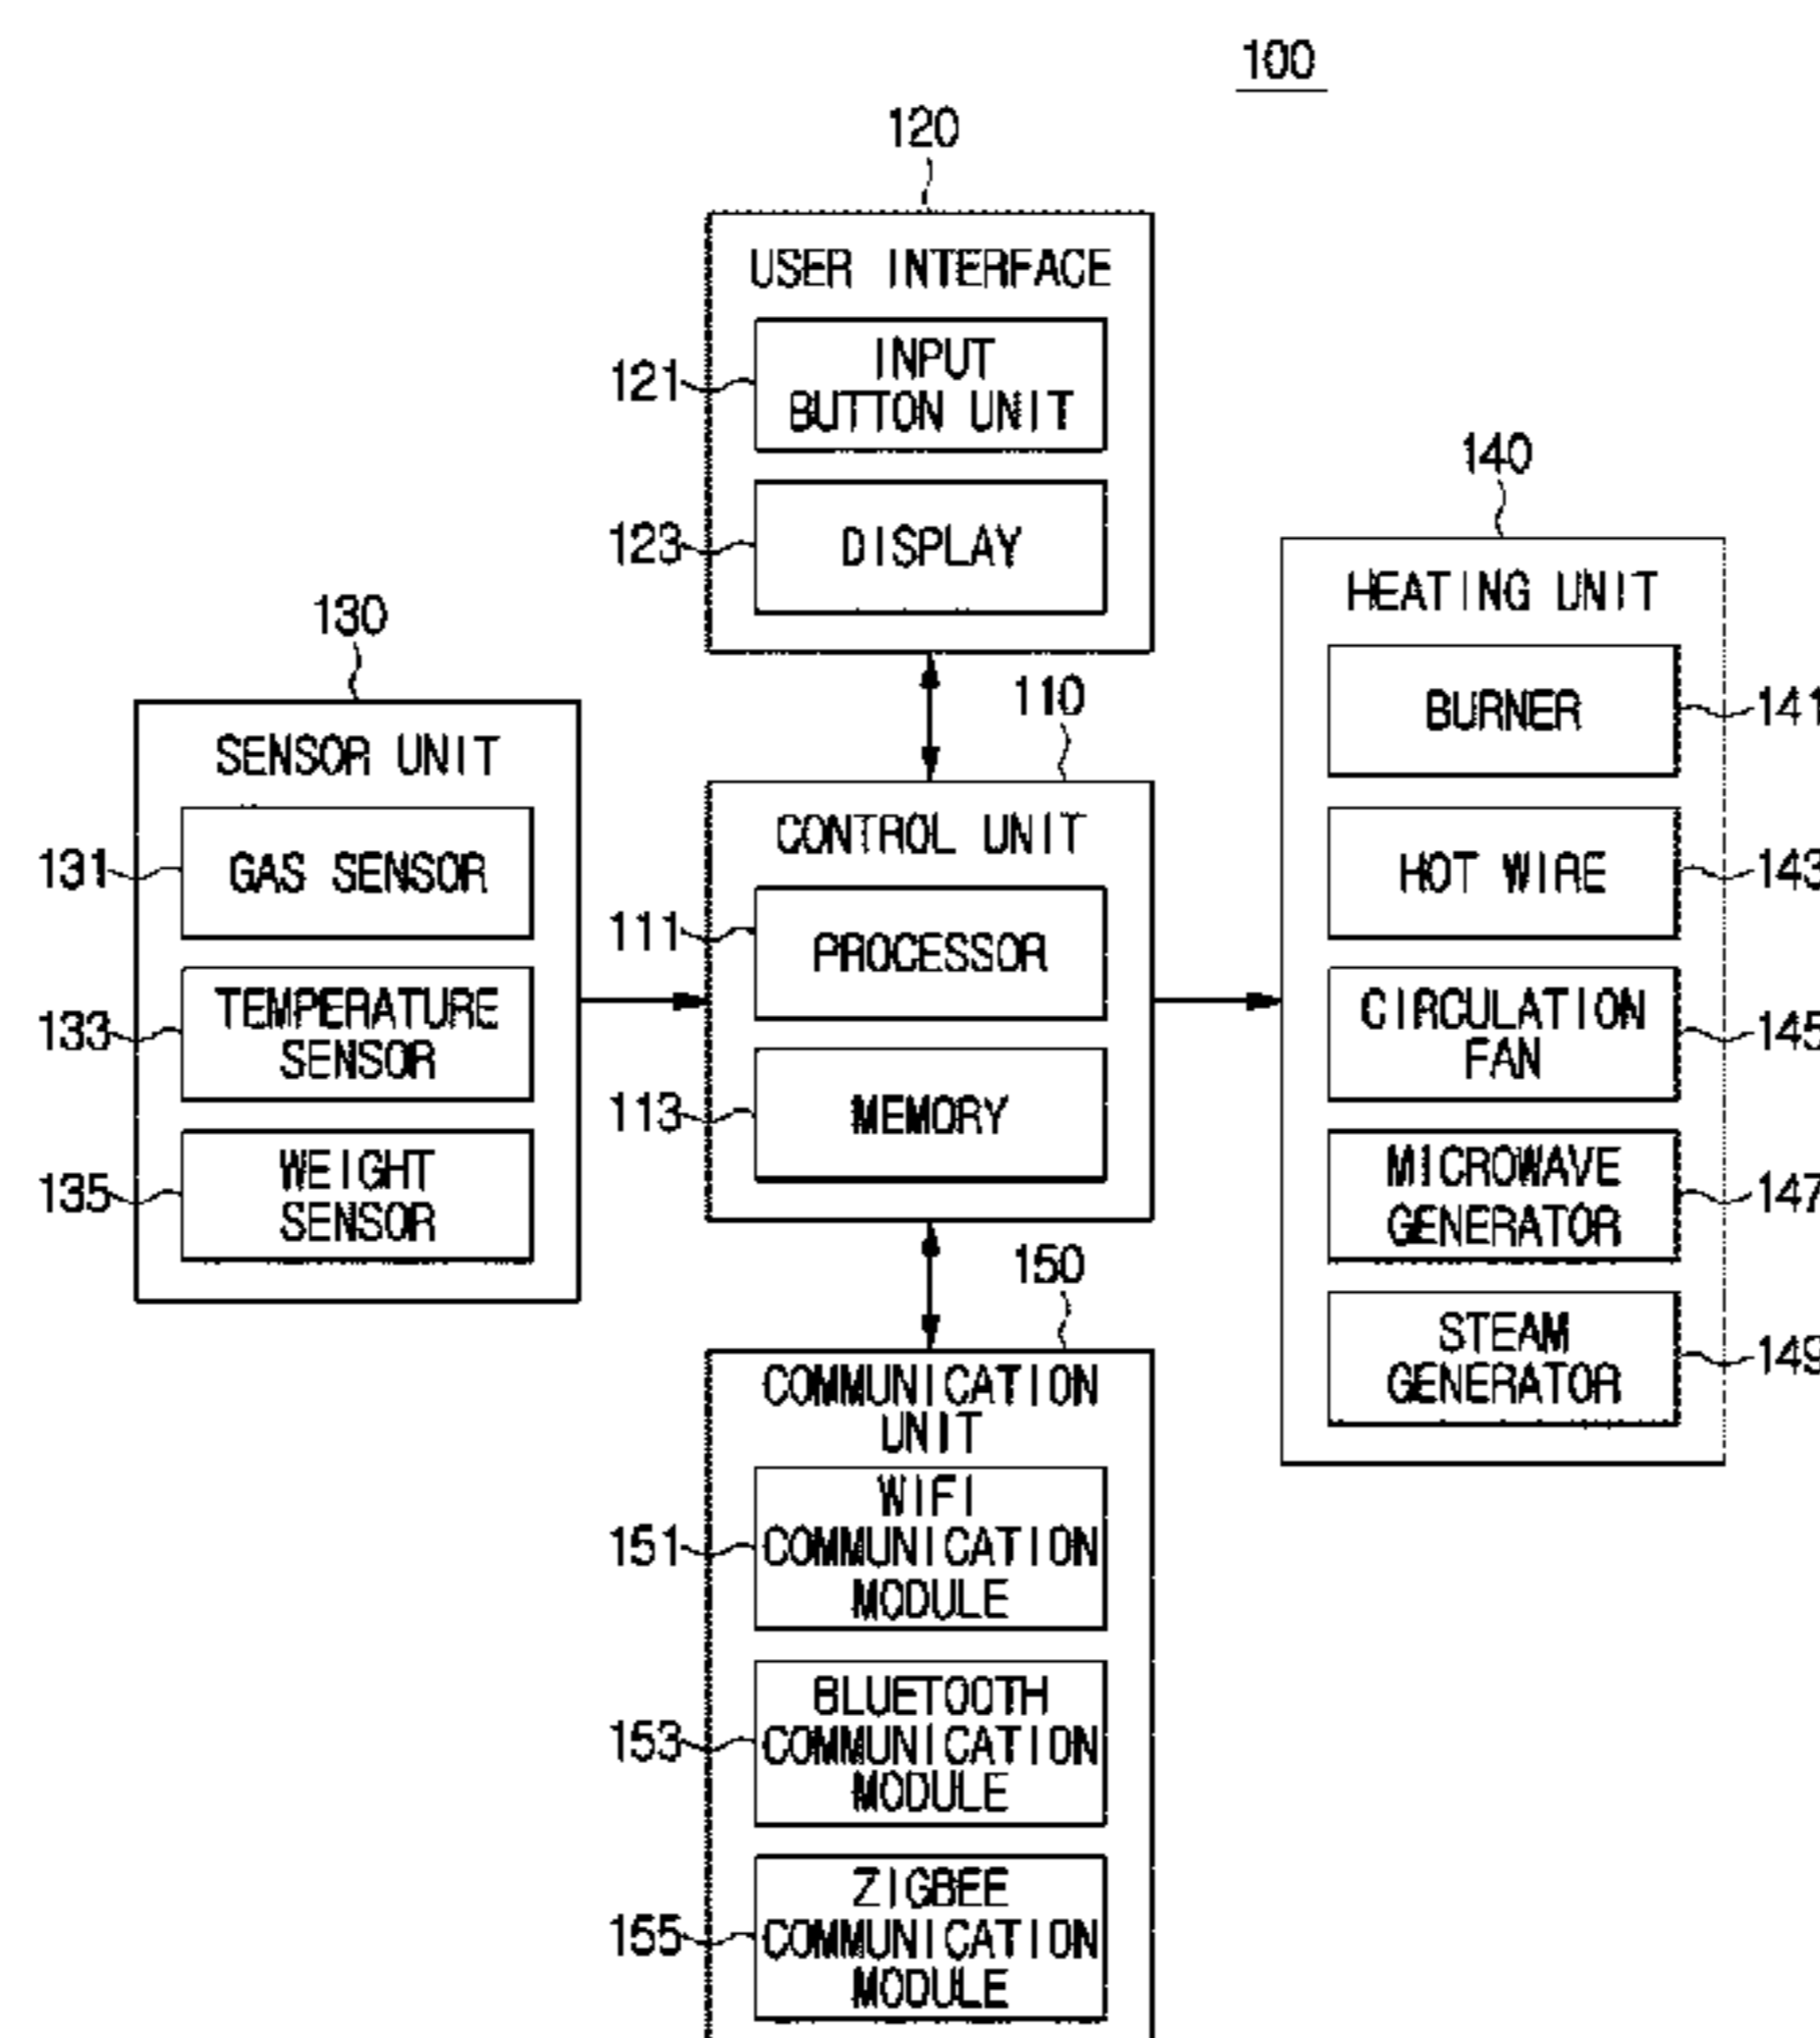 100
120
USER INTERFACE
121
INPUT
BUTTON UNIT
123
DISPLAY
130
SENSOR UNIT
131
GAS SENSOR
133
TEMPERATURE
SENSOR
135
WEIGHT
SENSOR
110
CONTROL UNIT
111
PROCESSOR
113
MEMORY
140
HEATING UNIT
BURNER
141
HOT WIRE
143
CIRCULATION
FAN
145
MICROWAVE
GENERATOR
147
STEAM
GENERATOR
149
150
COMMUNICATION
UNIT
151
WIFI
COMMUNICATION
MODULE
153
BLUETOOTH
COMMUNICATION
MODULE
155
ZIGBEE
COMMUNICATION
MODULE